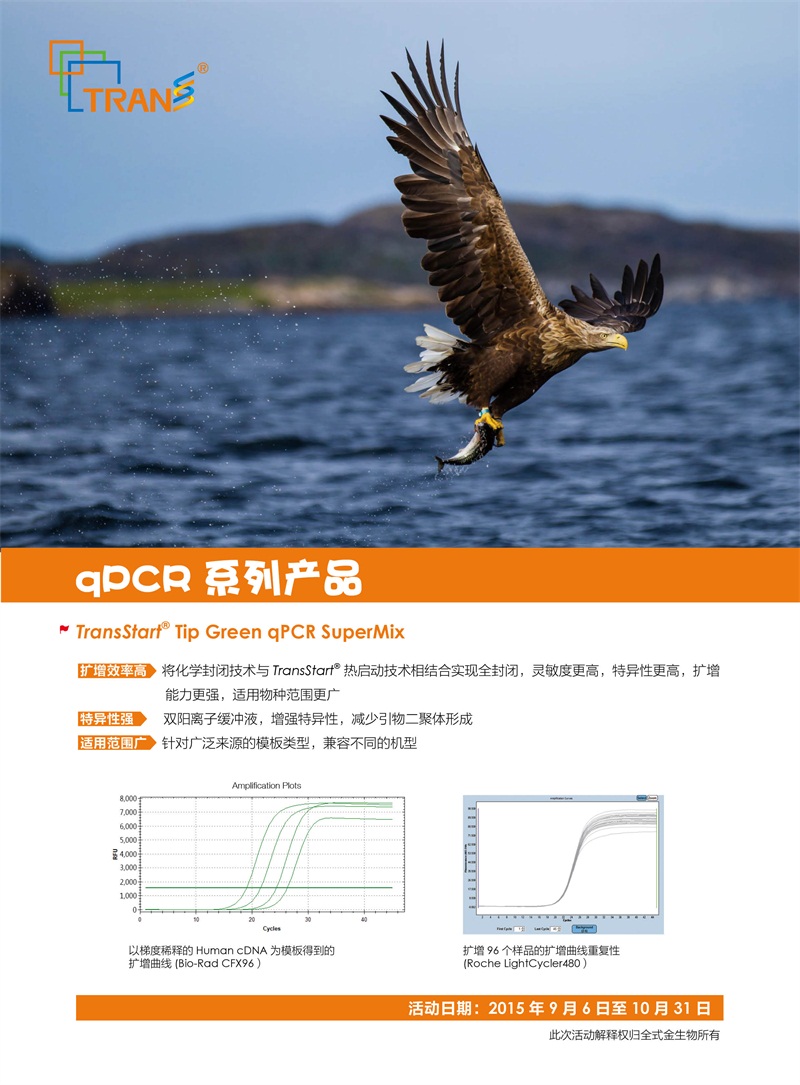 TRANS®
qPCR 系列产品
TransStart® Tip Green qPCR SuperMix
扩增效率高 将化学封闭技术与 TransStart® 热启动技术相结合实现全封闭，灵敏度更高，特异性更高，扩增
能力更强，适用物种范围更广
特异性强 双阳离子缓冲液，增强特异性，减少引物二聚体形成
适用范围广 针对广泛来源的模板类型，兼容不同的机型
Amplification Plots
8,000
7,000
6,000
5,000
4,000
3,000
2,000
1,000
0
RFU
0 10 20 30 40
Cycles
First Cycle
Last Cycle
Background
以梯度稀释的 Human cDNA 为模板得到的
扩增曲线 (Bio-Rad CFX96 )
扩增 96 个样品的扩增曲线重复性
(Roche LightCycler480 )
活动日期：2015 年 9 月 6 日至 10 月 31 日
此次活动解释权归全式金生物所有